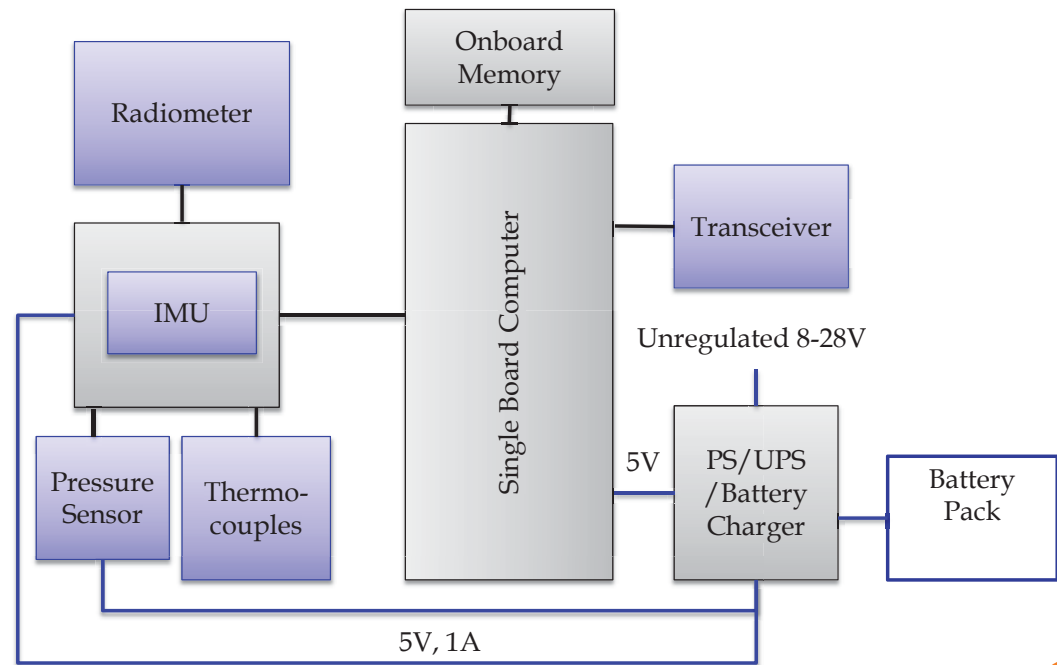 Onboard
Memory
Radiometer
Transceiver
IMU
Single Board Computer
Unregulated 8-28V
5V
PS/UPS
/Battery
Charger
Battery
Pack
Pressure
Sensor
Thermo-
couples
5V, 1A